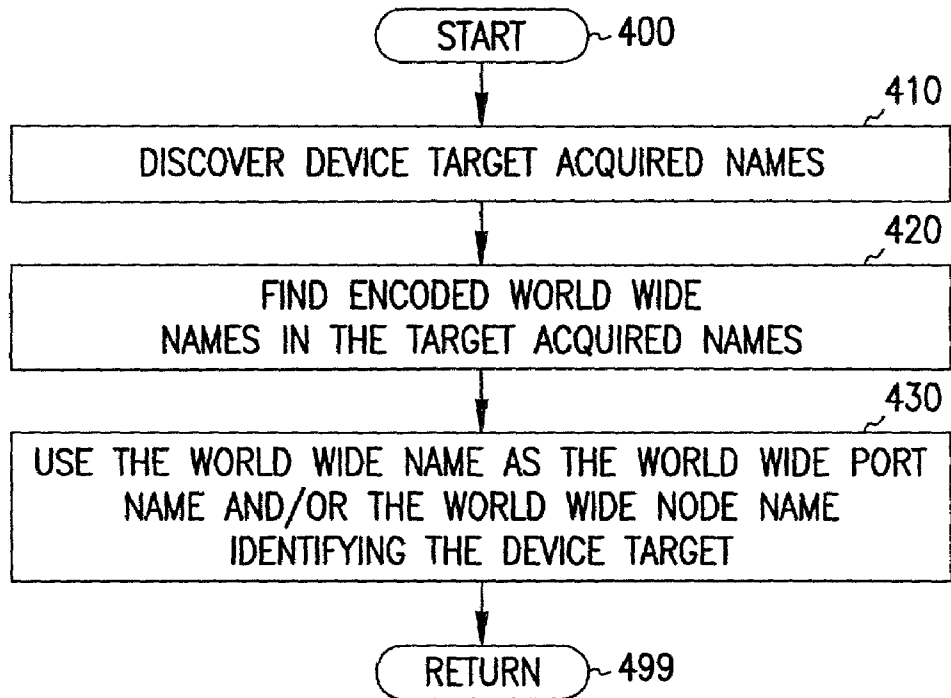 START 400
410
DISCOVER DEVICE TARGET ACQUIRED NAMES
420
FIND ENCODED WORLD WIDE
NAMES IN THE TARGET ACQUIRED NAMES
430
USE THE WORLD WIDE NAME AS THE WORLD WIDE PORT
NAME AND/OR THE WORLD WIDE NODE NAME
IDENTIFYING THE DEVICE TARGET
RETURN 499